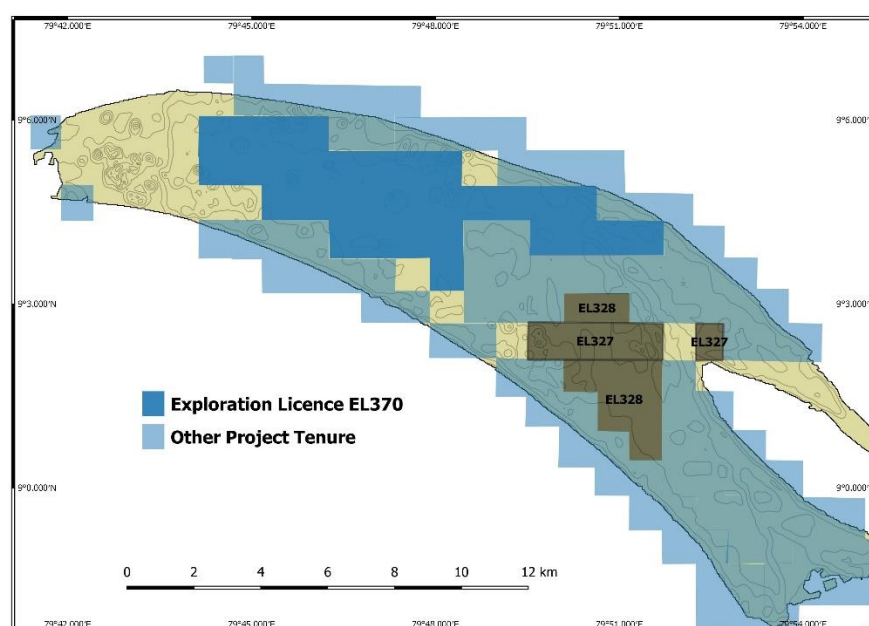 79°42.000'E 79°45.000'E 79°48.000'E 79°51.000'E 79°54.000'E
9°6.000'N 9°6.000'N
9°3.000'N 9°3.000'N
EL328
EL327 EL327
EL328
Exploration Licence EL370
Other Project Tenure
9°0.000'N 9°0.000'N
0 2 4 6 8 10 12 km
79°42.000'E 79°45.000'E 79°48.000'E 79°51.000'E 79°54.000'E